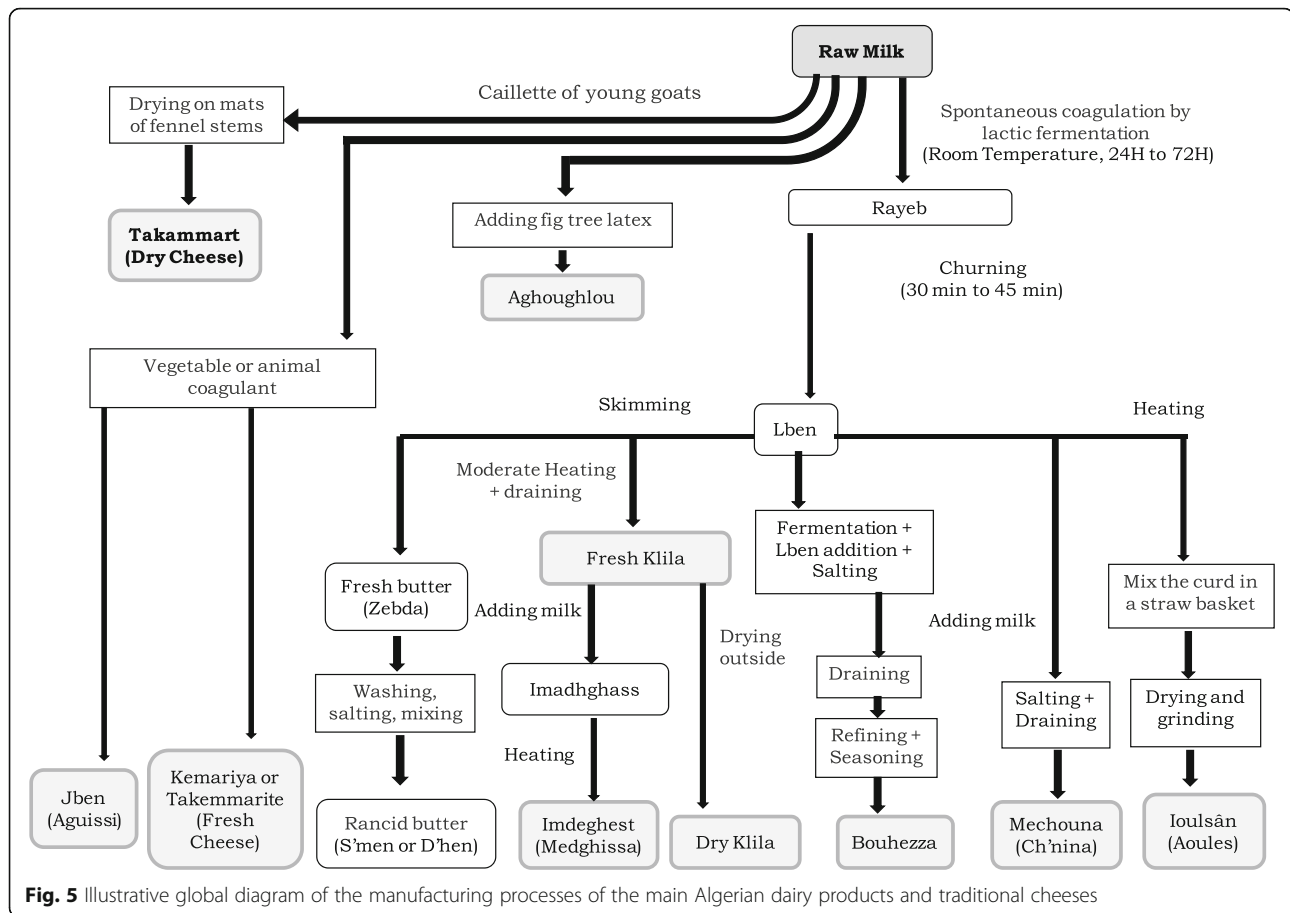 Raw Milk
Caillette of young goats
Drying on mats
of fennel stems
Spontaneous coagulation by
lactic fermentation
(Room Temperature, 24H to 72H)
Takammart
(Dry Cheese)
Adding fig tree latex
Rayeb
Aghoughlou
Churning
(30 min to 45 min)
Vegetable or animal
coagulant
Skimming
Lben
Heating
Moderate Heating
+ draining
Fresh Klila
Fermentation +
Lben addition +
Salting
Fresh butter
(Zebda)
Adding milk
Drying
outside
Adding milk
Mix the curd in
a straw basket
Washing,
salting, mixing
Imadhghass
Draining
Salting +
Draining
Drying and
grinding
Heating
Refining +
Seasoning
Jben
(Aguissi)
Kemariya or
Takemmarite
(Fresh
Cheese)
Rancid butter
(S’men or D’hen)
Imdeghest
(Medghissa)
Dry Klila
Bouhezza
Mechouna
(Ch’nina)
Ioulsân
(Aoules)
Fig. 5 Illustrative global diagram of the manufacturing processes of the main Algerian dairy products and traditional cheeses